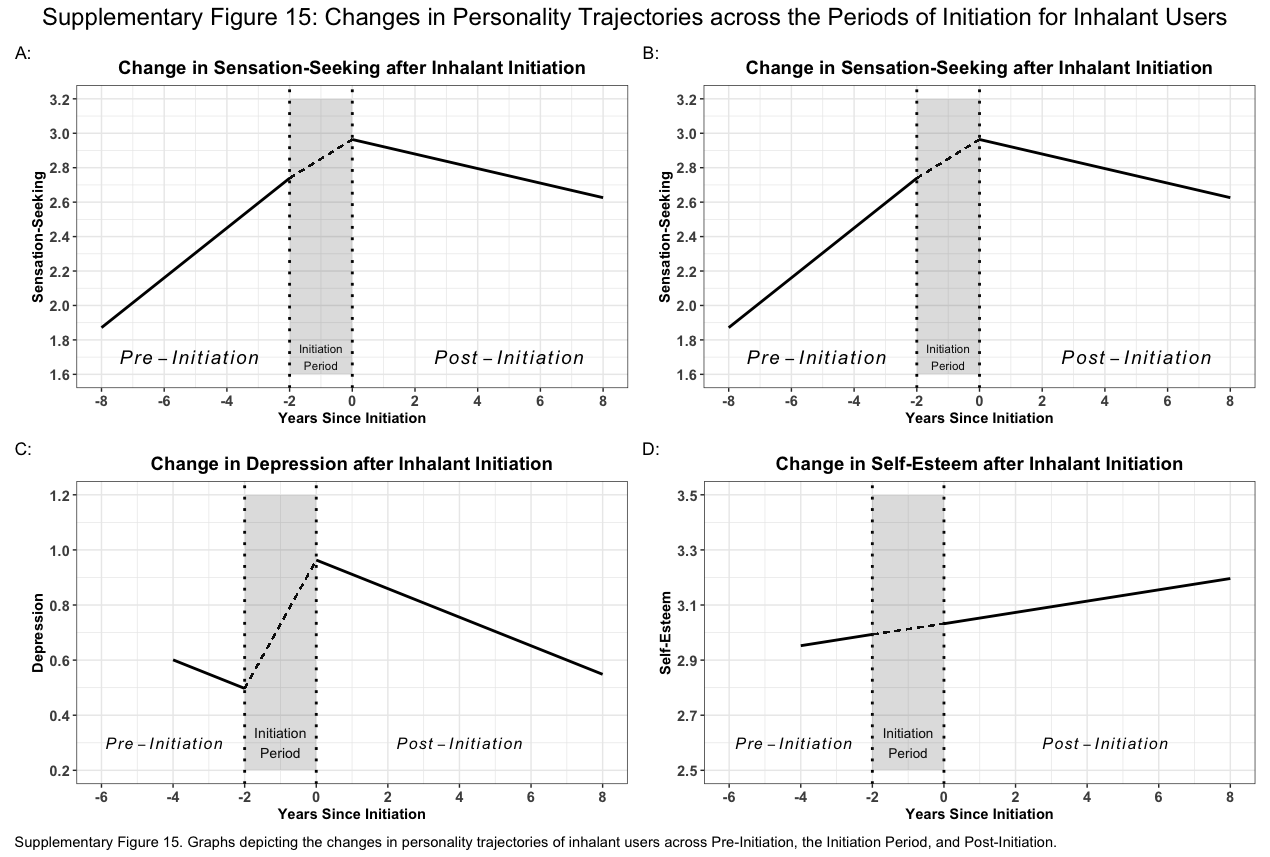 Supplementary Figure 15: Changes in Personality Trajectories across the Periods of Initiation for Inhalant Users
A:
Change in Sensation-Seeking after Inhalant Initiation
Sensation-Seeking
3.2
3.0
2.8
2.6
2.4
2.2
2.0
1.8
1.6
Pre – Initiation
Initiation
Period
Post – Initiation
-8 -6 -4 -2 0 2 4 6 8
Years Since Initiation
B:
Change in Sensation-Seeking after Inhalant Initiation
Sensation-Seeking
3.2
3.0
2.8
2.6
2.4
2.2
2.0
1.8
1.6
Pre – Initiation
Initiation
Period
Post – Initiation
-8 -6 -4 -2 0 2 4 6 8
Years Since Initiation
C:
Change in Depression after Inhalant Initiation
Depression
1.2
1.0
0.8
0.6
0.4
0.2
Pre – Initiation
Initiation
Period
Post – Initiation
-6 -4 -2 0 2 4 6 8
Years Since Initiation
D:
Change in Self-Esteem after Inhalant Initiation
Self-Esteem
3.5
3.3
3.1
2.9
2.7
2.5
Pre – Initiation
Initiation
Period
Post – Initiation
-6 -4 -2 0 2 4 6 8
Years Since Initiation
Supplementary Figure 15. Graphs depicting the changes in personality trajectories of inhalant users across Pre-Initiation, the Initiation Period, and Post-Initiation.